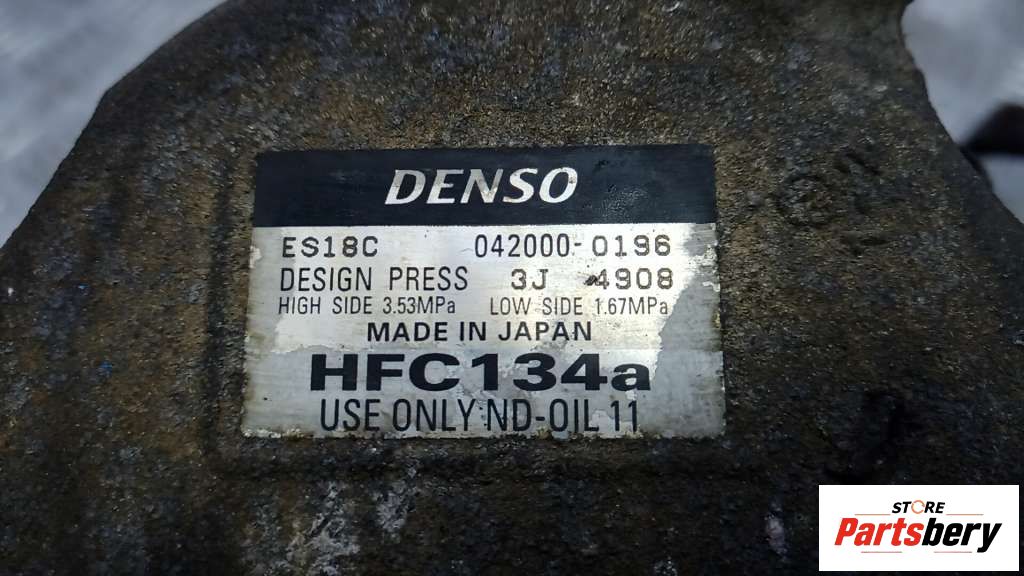 DENSO
ES18C 042000-0196
DESIGN PRESS 3J 4908
HIGH SIDE 3.53MPa LOW SIDE 1.67MPa
MADE IN JAPAN
HFC134a
USE ONLY ND-OIL 11
STORE
Partsbery